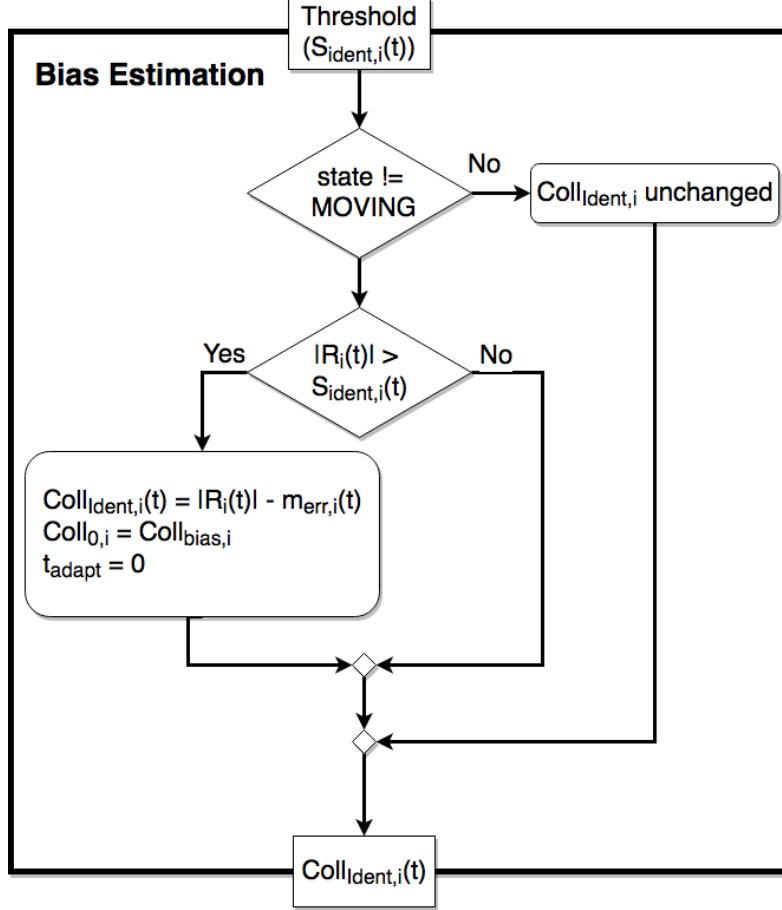 Threshold
(S_ident,i(t))
Bias Estimation
state !=
MOVING
No
Coll_Ident,i unchanged
Yes
|R_i(t)| >
S_ident,i(t)
No
Coll_Ident,i(t) = |R_i(t)| - m_err,i(t)
Coll_0,i = Coll_bias,i
t_adapt = 0
Coll_Ident,i(t)